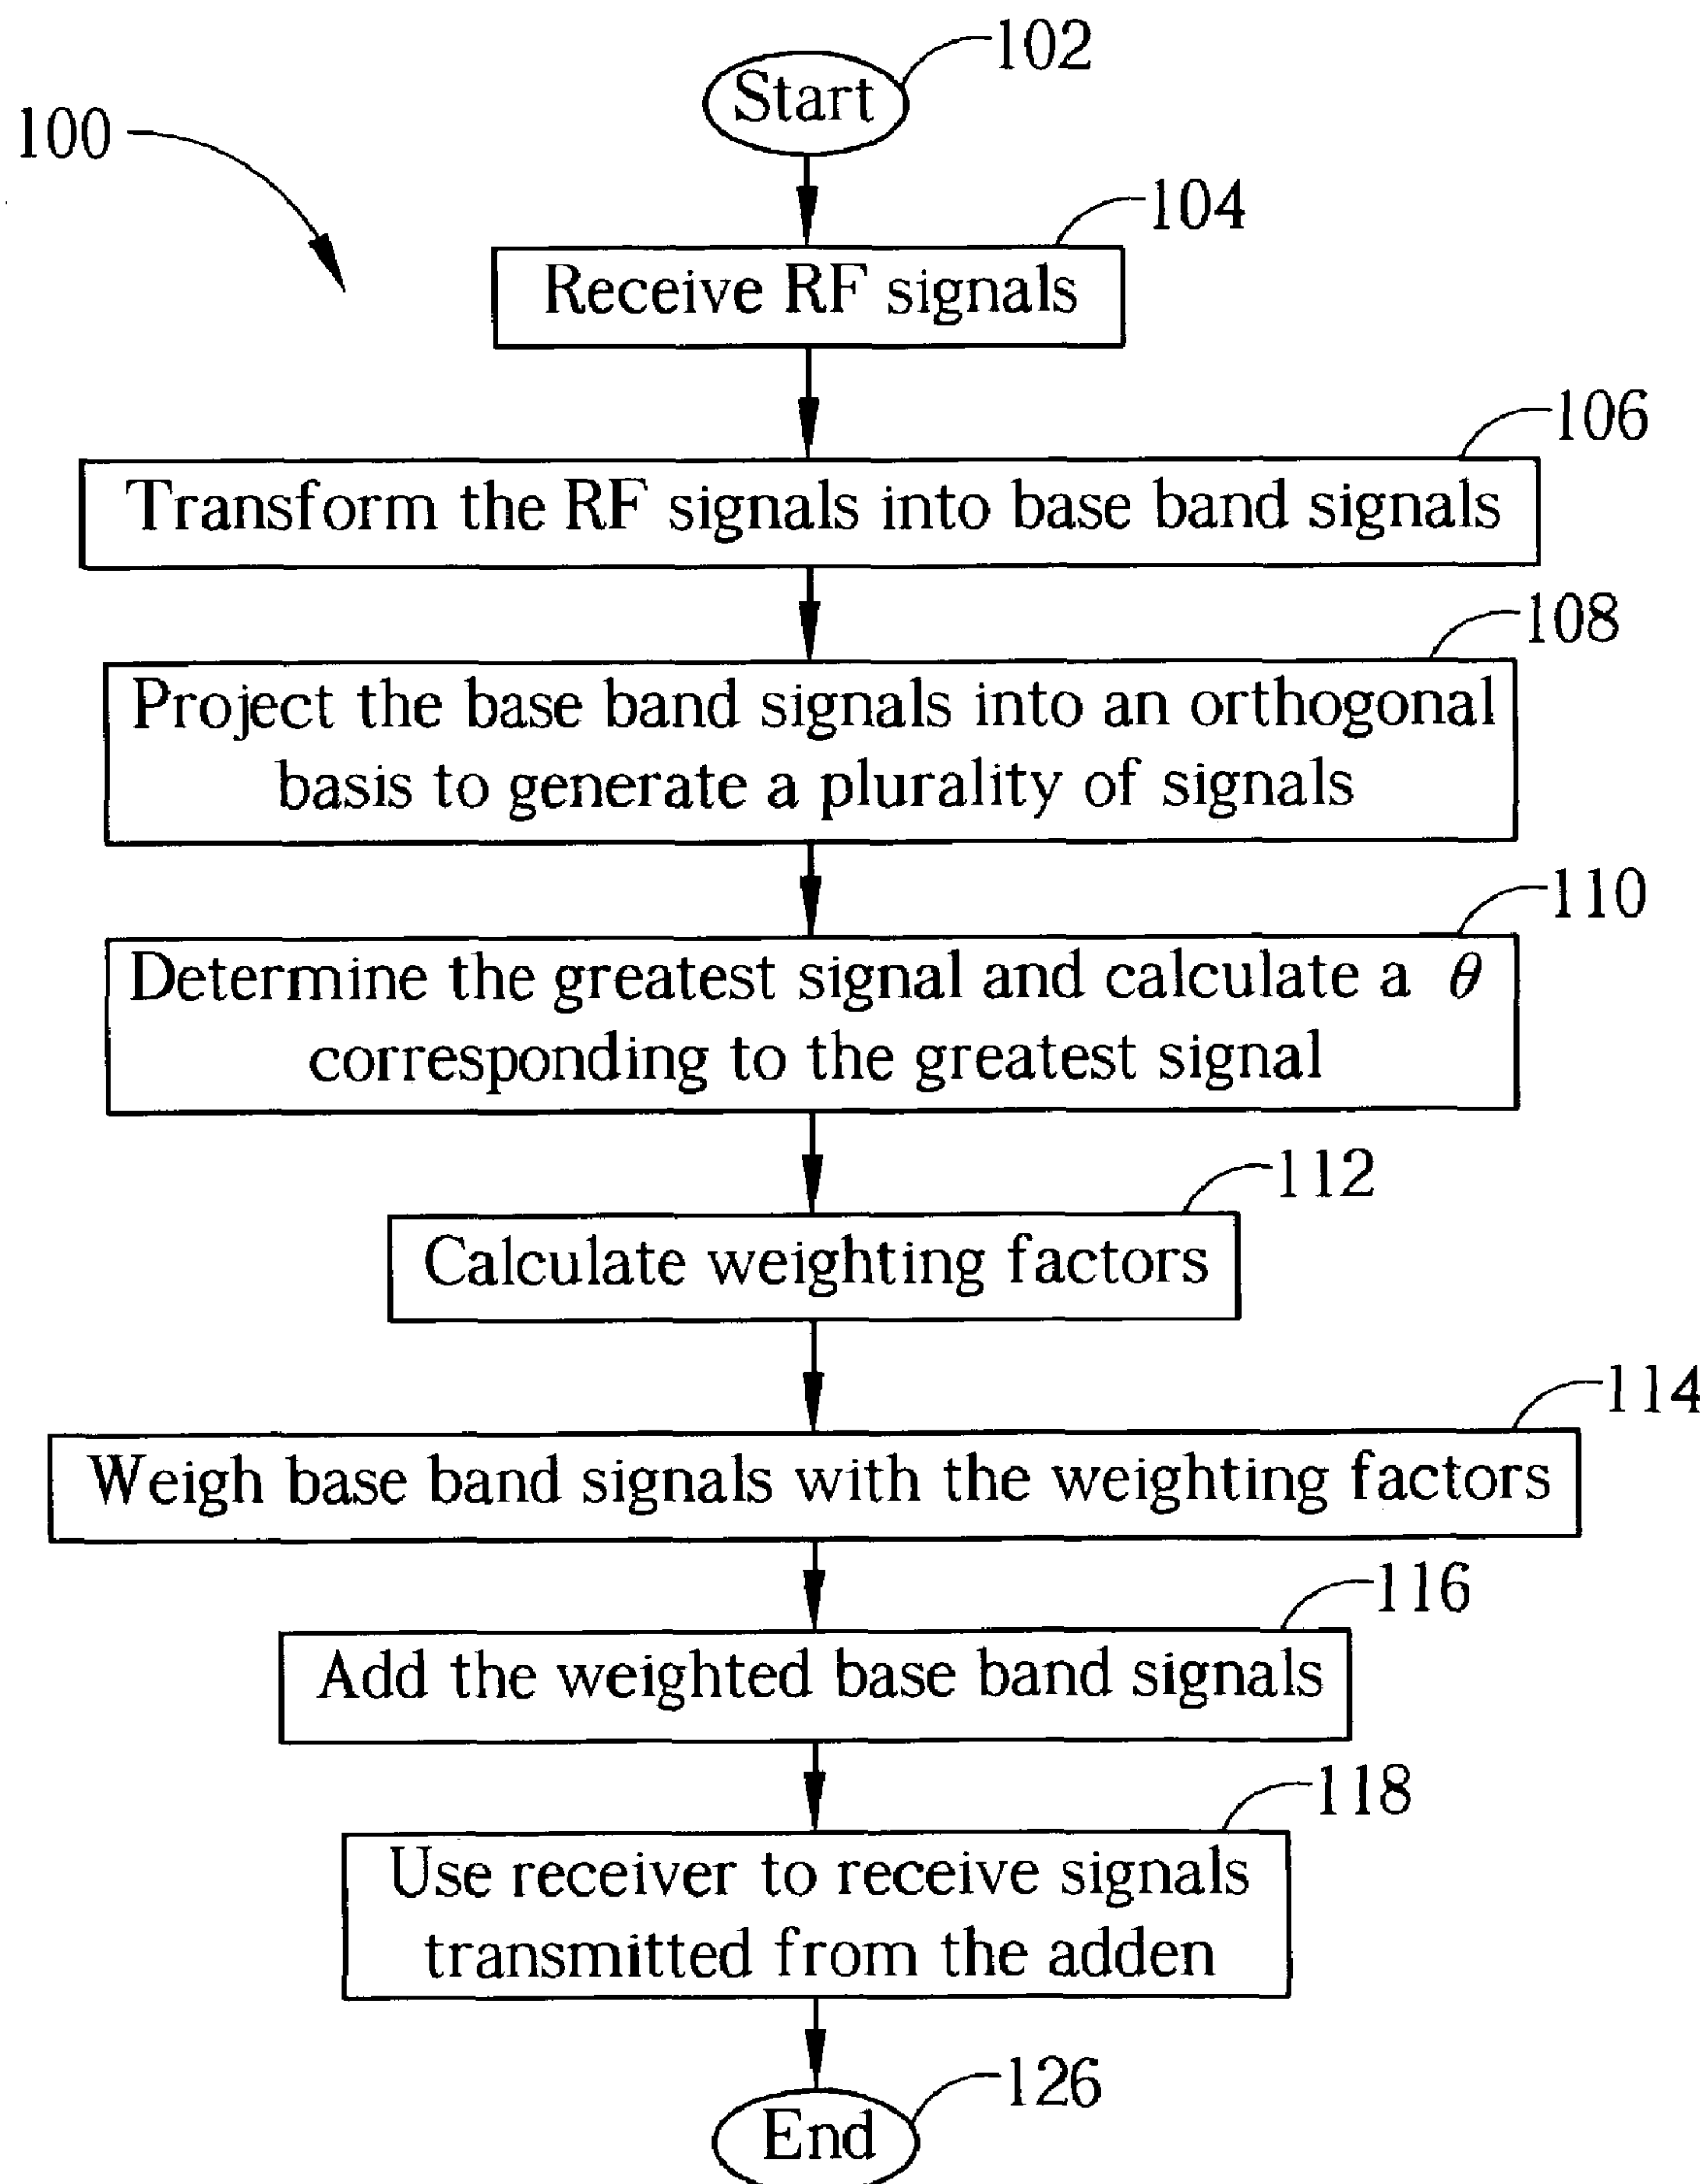 102
Start
100
104
Receive RF signals
106
Transform the RF signals into base band signals
108
Project the base band signals into an orthogonal
basis to generate a plurality of signals
110
Determine the greatest signal and calculate a θ
corresponding to the greatest signal
112
Calculate weighting factors
114
Weigh base band signals with the weighting factors
116
Add the weighted base band signals
118
Use receiver to receive signals
transmitted from the adden
126
End